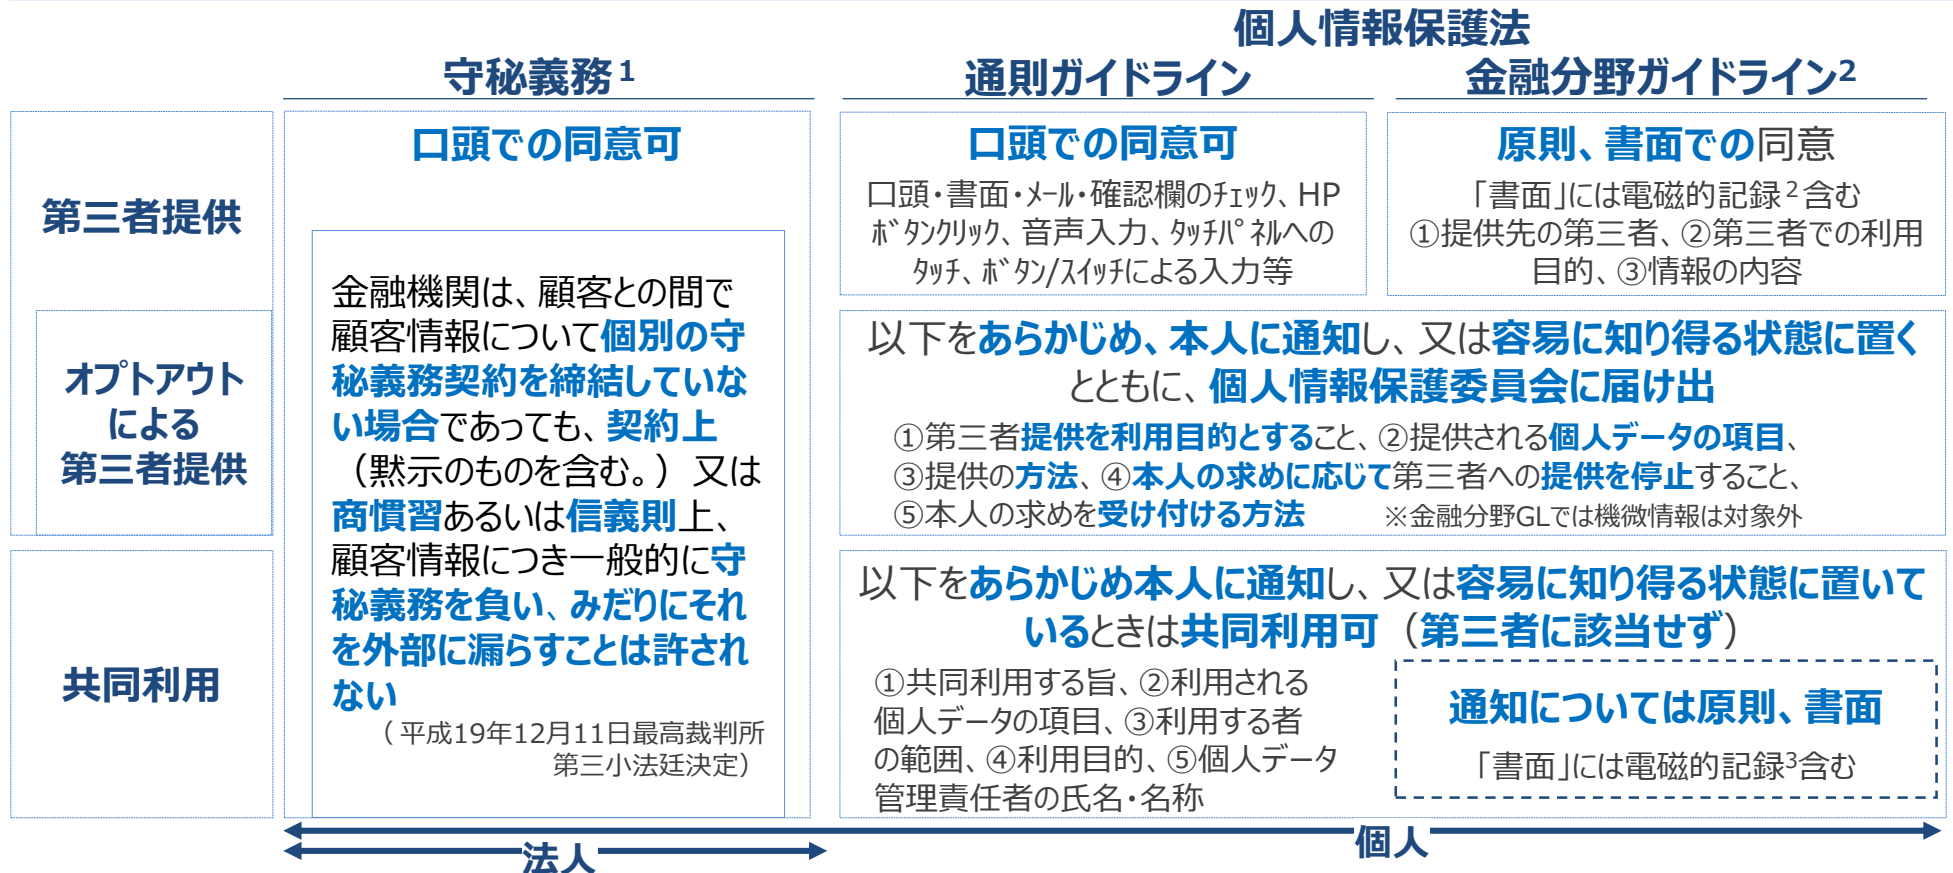 個人情報保護法
守秘義務1
通則ガイドライン
金融分野ガイドライン2
第三者提供
口頭での同意可
口頭での同意可
口頭・書面・ﾒｰﾙ・確認欄のﾁｪｯｸ、HP
ﾎﾞﾀﾝｸﾘｯｸ、音声入力、ﾀｯﾁﾊﾟﾈﾙへの
ﾀｯﾁ、ﾎﾞﾀﾝ/ｽｲｯﾁによる入力等
原則、書面での同意
「書面」には電磁的記録2含む
①提供先の第三者、②第三者での利用
目的、③情報の内容
金融機関は、顧客との間で
顧客情報について個別の守
秘義務契約を締結していな
い場合であっても、契約上
（黙示のものを含む。）又は
商慣習あるいは信義則上、
顧客情報につき一般的に守
秘義務を負い、みだりにそれ
を外部に漏らすことは許され
ない
（平成19年12月11日最高裁判所
第三小法廷決定）
オプトアウト
による
第三者提供
以下をあらかじめ、本人に通知し、又は容易に知り得る状態に置く
とともに、個人情報保護委員会に届け出
①第三者提供を利用目的とすること、②提供される個人データの項目、
③提供の方法、④本人の求めに応じて第三者への提供を停止すること、
⑤本人の求めを受け付ける方法 ※金融分野GLでは機微情報は対象外
共同利用
以下をあらかじめ本人に通知し、又は容易に知り得る状態に置いて
いるときは共同利用可（第三者に該当せず）
①共同利用する旨、②利用される
個人データの項目、③利用する者
の範囲、④利用目的、⑤個人データ
管理責任者の氏名・名称
通知については原則、書面
「書面」には電磁的記録3含む
個人
法人